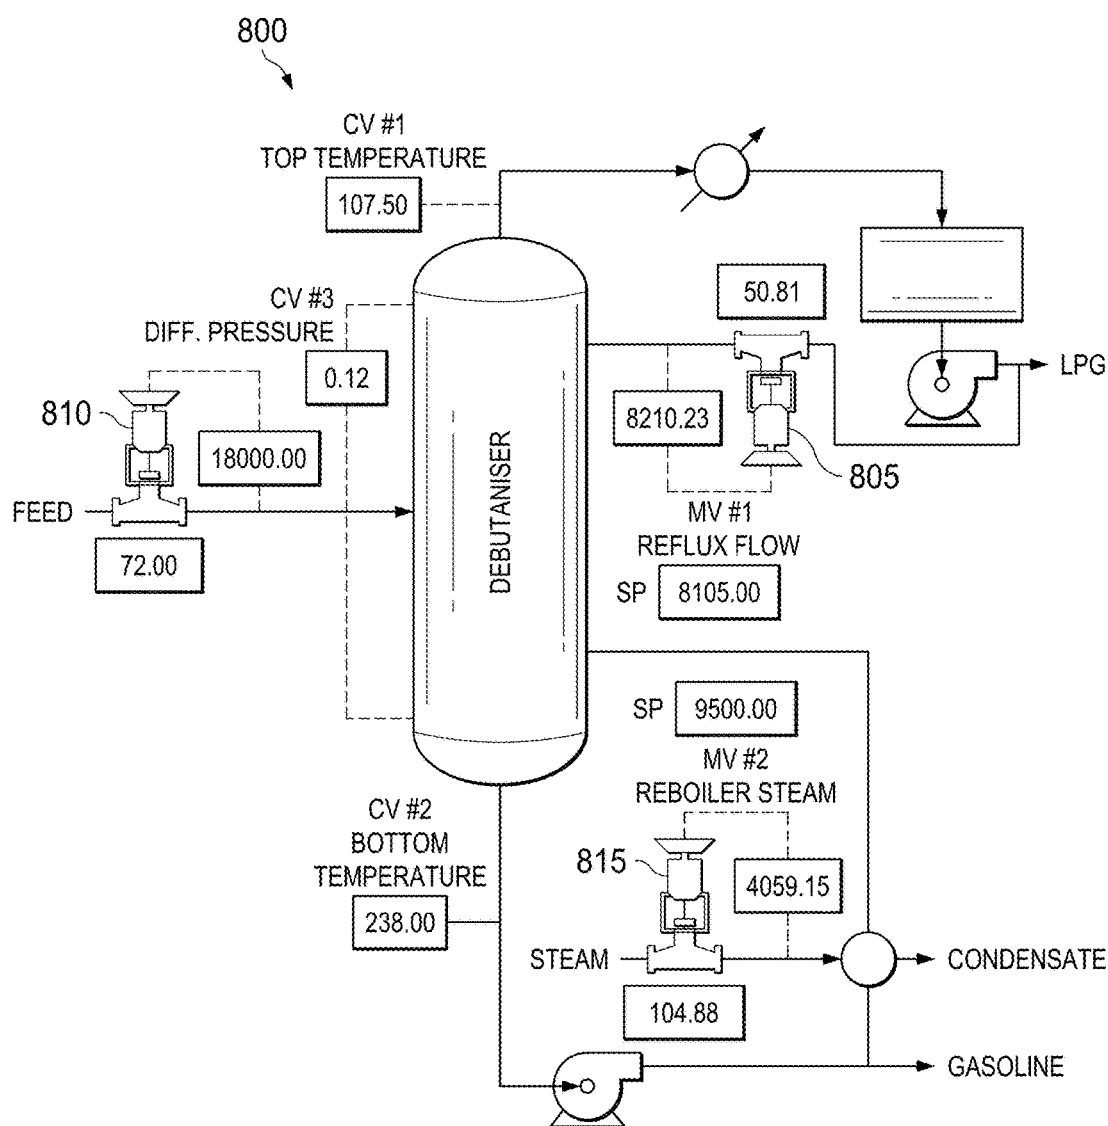 800
CV #1
TOP TEMPERATURE
107.50
CV #3
DIFF. PRESSURE
0.12
50.81
810
18000.00
8210.23
805
LPG
FEED
72.00
DEBUTANISER
MV #1
REFLUX FLOW
SP 8105.00
SP 9500.00
MV #2
REBOILER STEAM
CV #2
BOTTOM
TEMPERATURE
238.00
815
4059.15
STEAM
CONDENSATE
104.88
GASOLINE